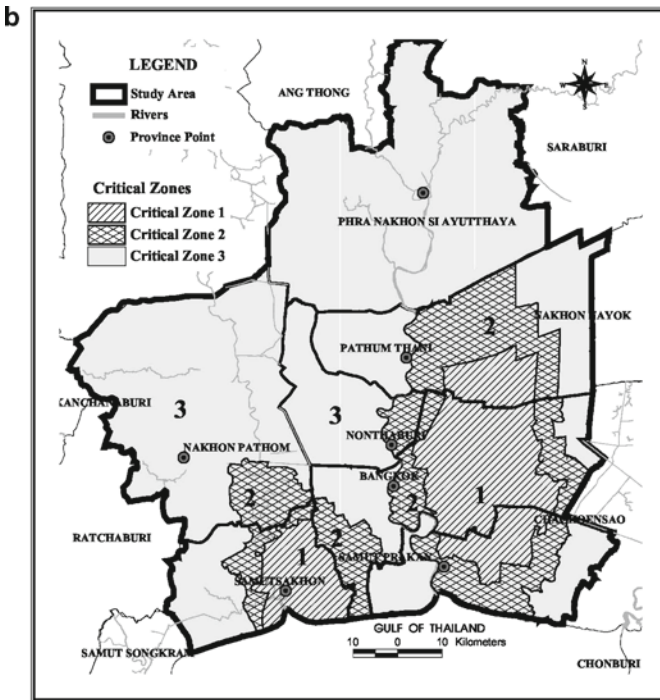 b
LEGEND
Study Area
Rivers
Province Point
Critical Zones
Critical Zone 1
Critical Zone 2
Critical Zone 3
N
W
E
S
ANG THONG
SARABURI
PHRA NAKHON SI AYUTTHAYA
NAKHON NAYOK
2
PATHUM THANI
KANCHANABURI
3
3
NAKHON PATHOM
NONTHABURI
BANGKOK
1
2
2
CHACHOENSAO
RATCHABURI
2
SAMUT PRAKAN
1
SAMUTSAKHON
GULF OF THAILAND
10 0 10 Kilometers
SAMUT SONGKRAM
CHONBURI